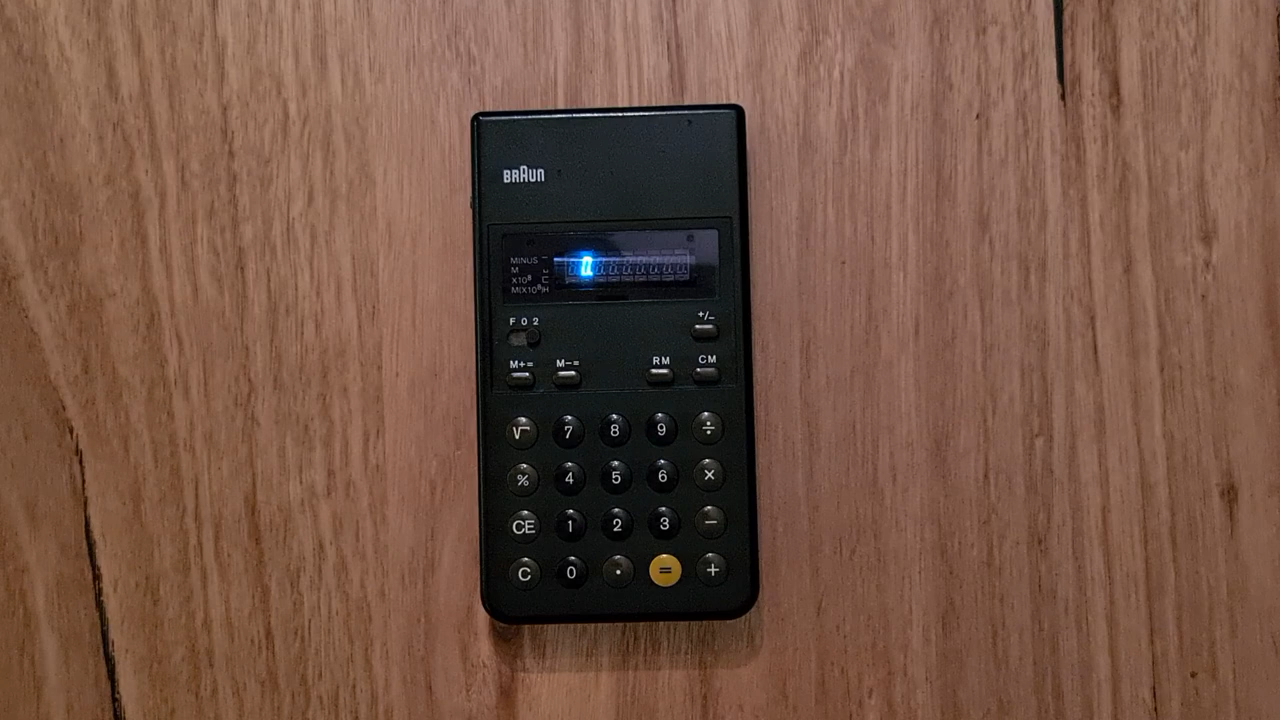 BRAUN
0.
MINUS –
M ⊔
X10⁸ ⊏
M(X10⁸)H
F 0 2
+/–
M+= M–= RM CM
√ 7 8 9 ÷
% 4 5 6 ×
CE 1 2 3 –
C 0 · = +